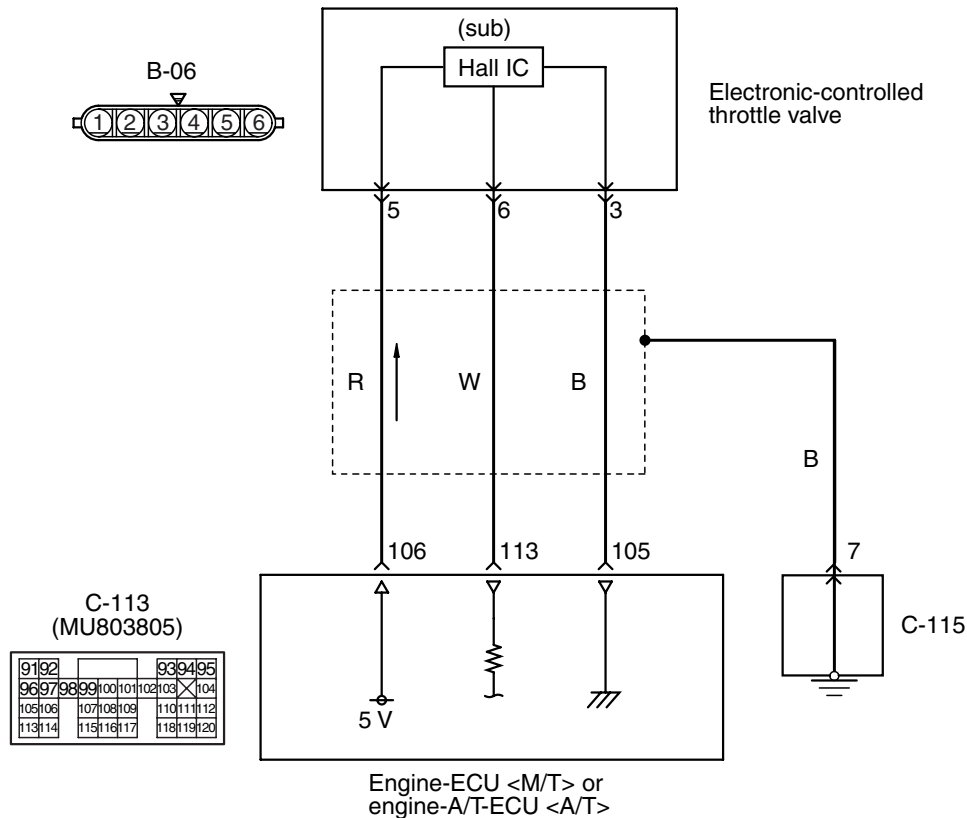 (sub)
Hall IC
B-06
1 2 3 4 5 6
Electronic-controlled
throttle valve
5 6 3
R W B
B
106 113 105
7
C-113
(MU803805)
91 92 93 94 95
96 97 98 99 100 101 102 103 104
105 106 107 108 109 110 111 112
113 114 115 116 117 118 119 120
5 V
C-115
Engine-ECU <M/T> or
engine-A/T-ECU <A/T>